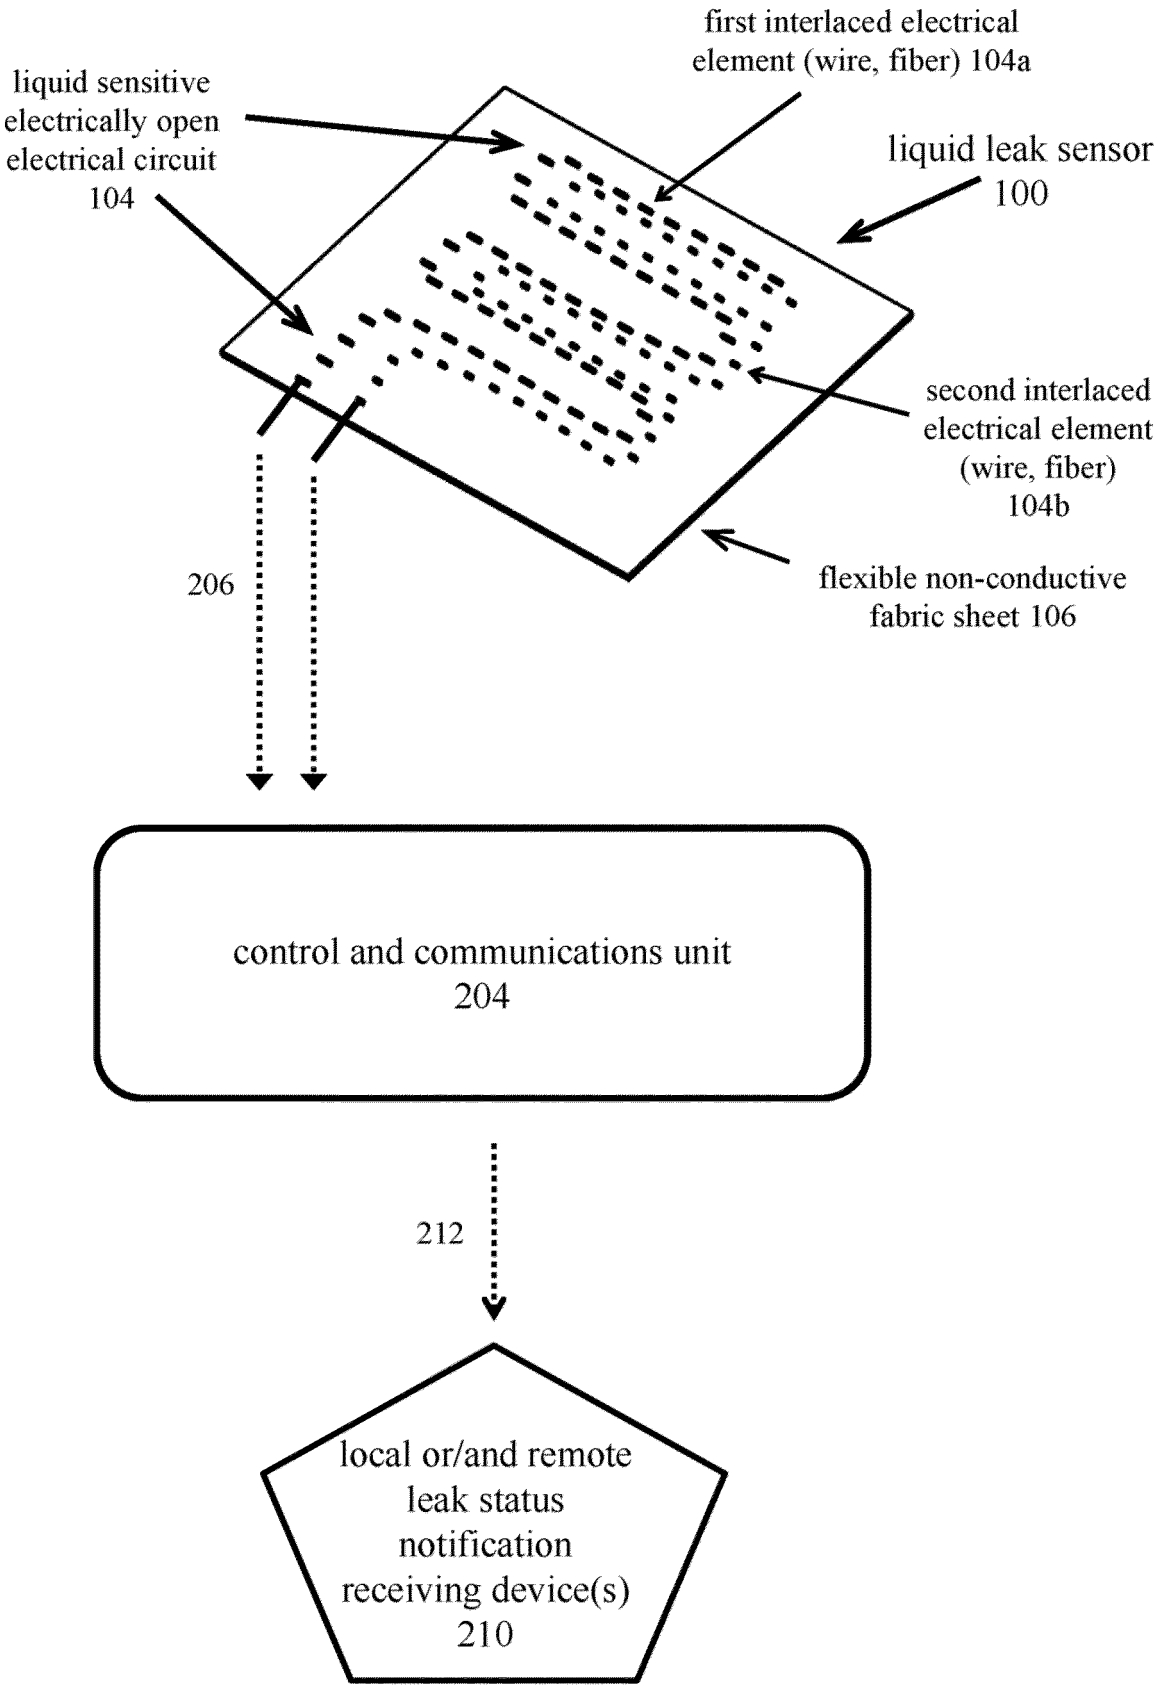 first interlaced electrical
element (wire, fiber) 104a
liquid sensitive
electrically open
electrical circuit
104
liquid leak sensor
100
second interlaced
electrical element
(wire, fiber)
104b
flexible non-conductive
fabric sheet 106
206
control and communications unit
204
212
local or/and remote
leak status
notification
receiving device(s)
210